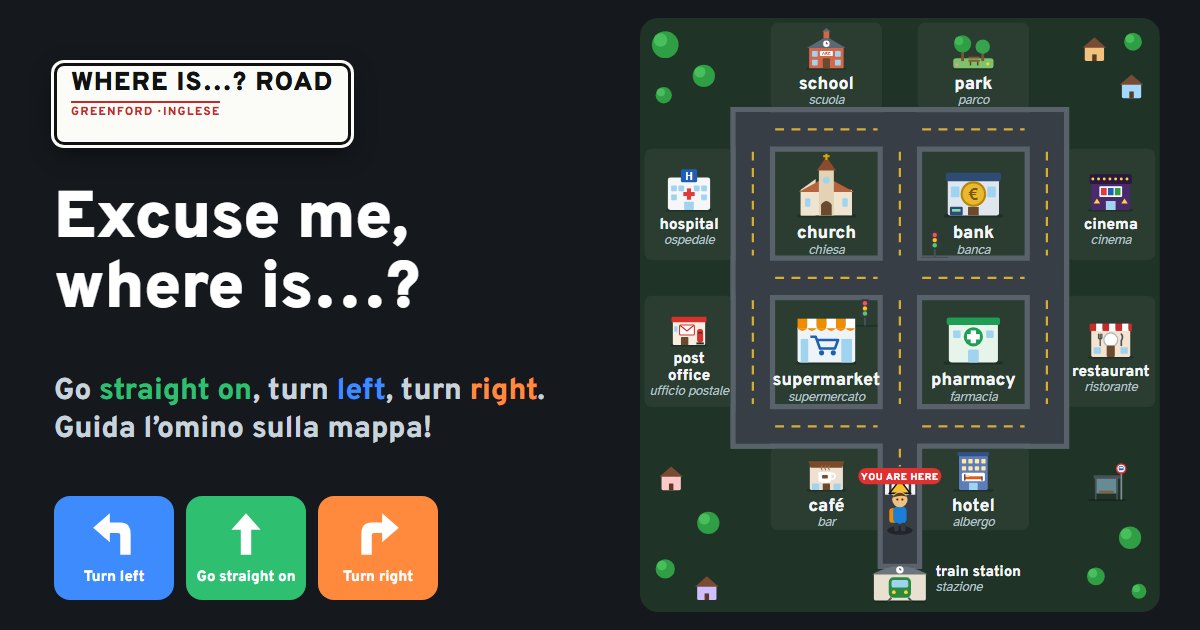 WHERE IS...? ROAD
GREENFORD · INGLESE
Excuse me,
where is...?
Go straight on, turn left, turn right.
Guida l’omino sulla mappa!
Turn left
Go straight on
Turn right
school
scuola
park
parco
H
hospital
ospedale
church
chiesa
€
bank
banca
cinema
cinema
post
office
ufficio postale
supermarket
supermercato
pharmacy
farmacia
restaurant
ristorante
café
bar
YOU ARE HERE
hotel
albergo
train station
stazione